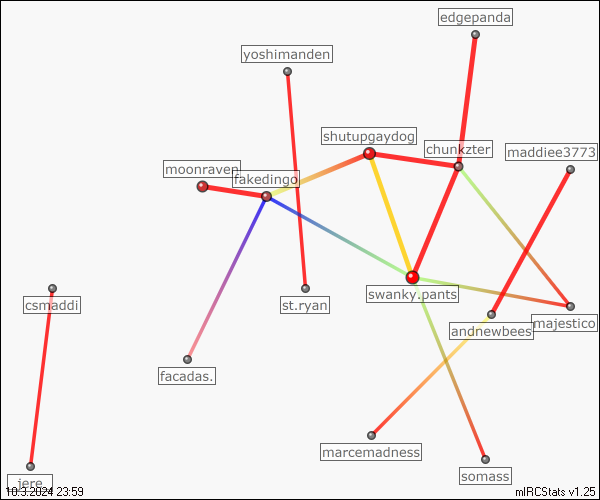 edgepanda
yoshimanden
shutupgaydog
chunkzter
maddiee3773
moonraven
fakedingo
swanky.pants
csmaddi
st.ryan
majestico
andnewbees
facadas.
marcemadness
somass
jere_
10.3.2024 23:59
mIRCStats v1.25